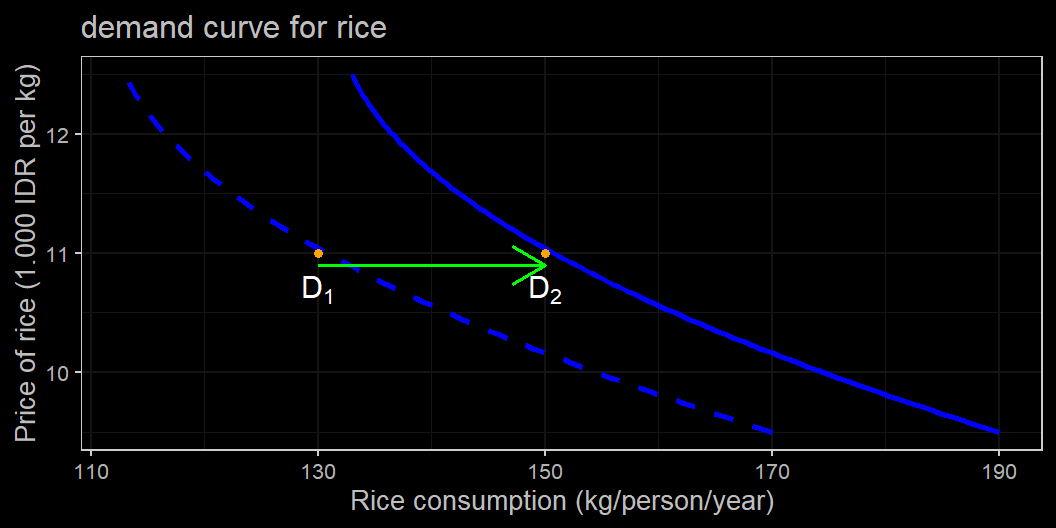 demand curve for rice
Price of rice (1.000 IDR per kg)
12
11
10
D₁
D₂
110
130
150
170
190
Rice consumption (kg/person/year)